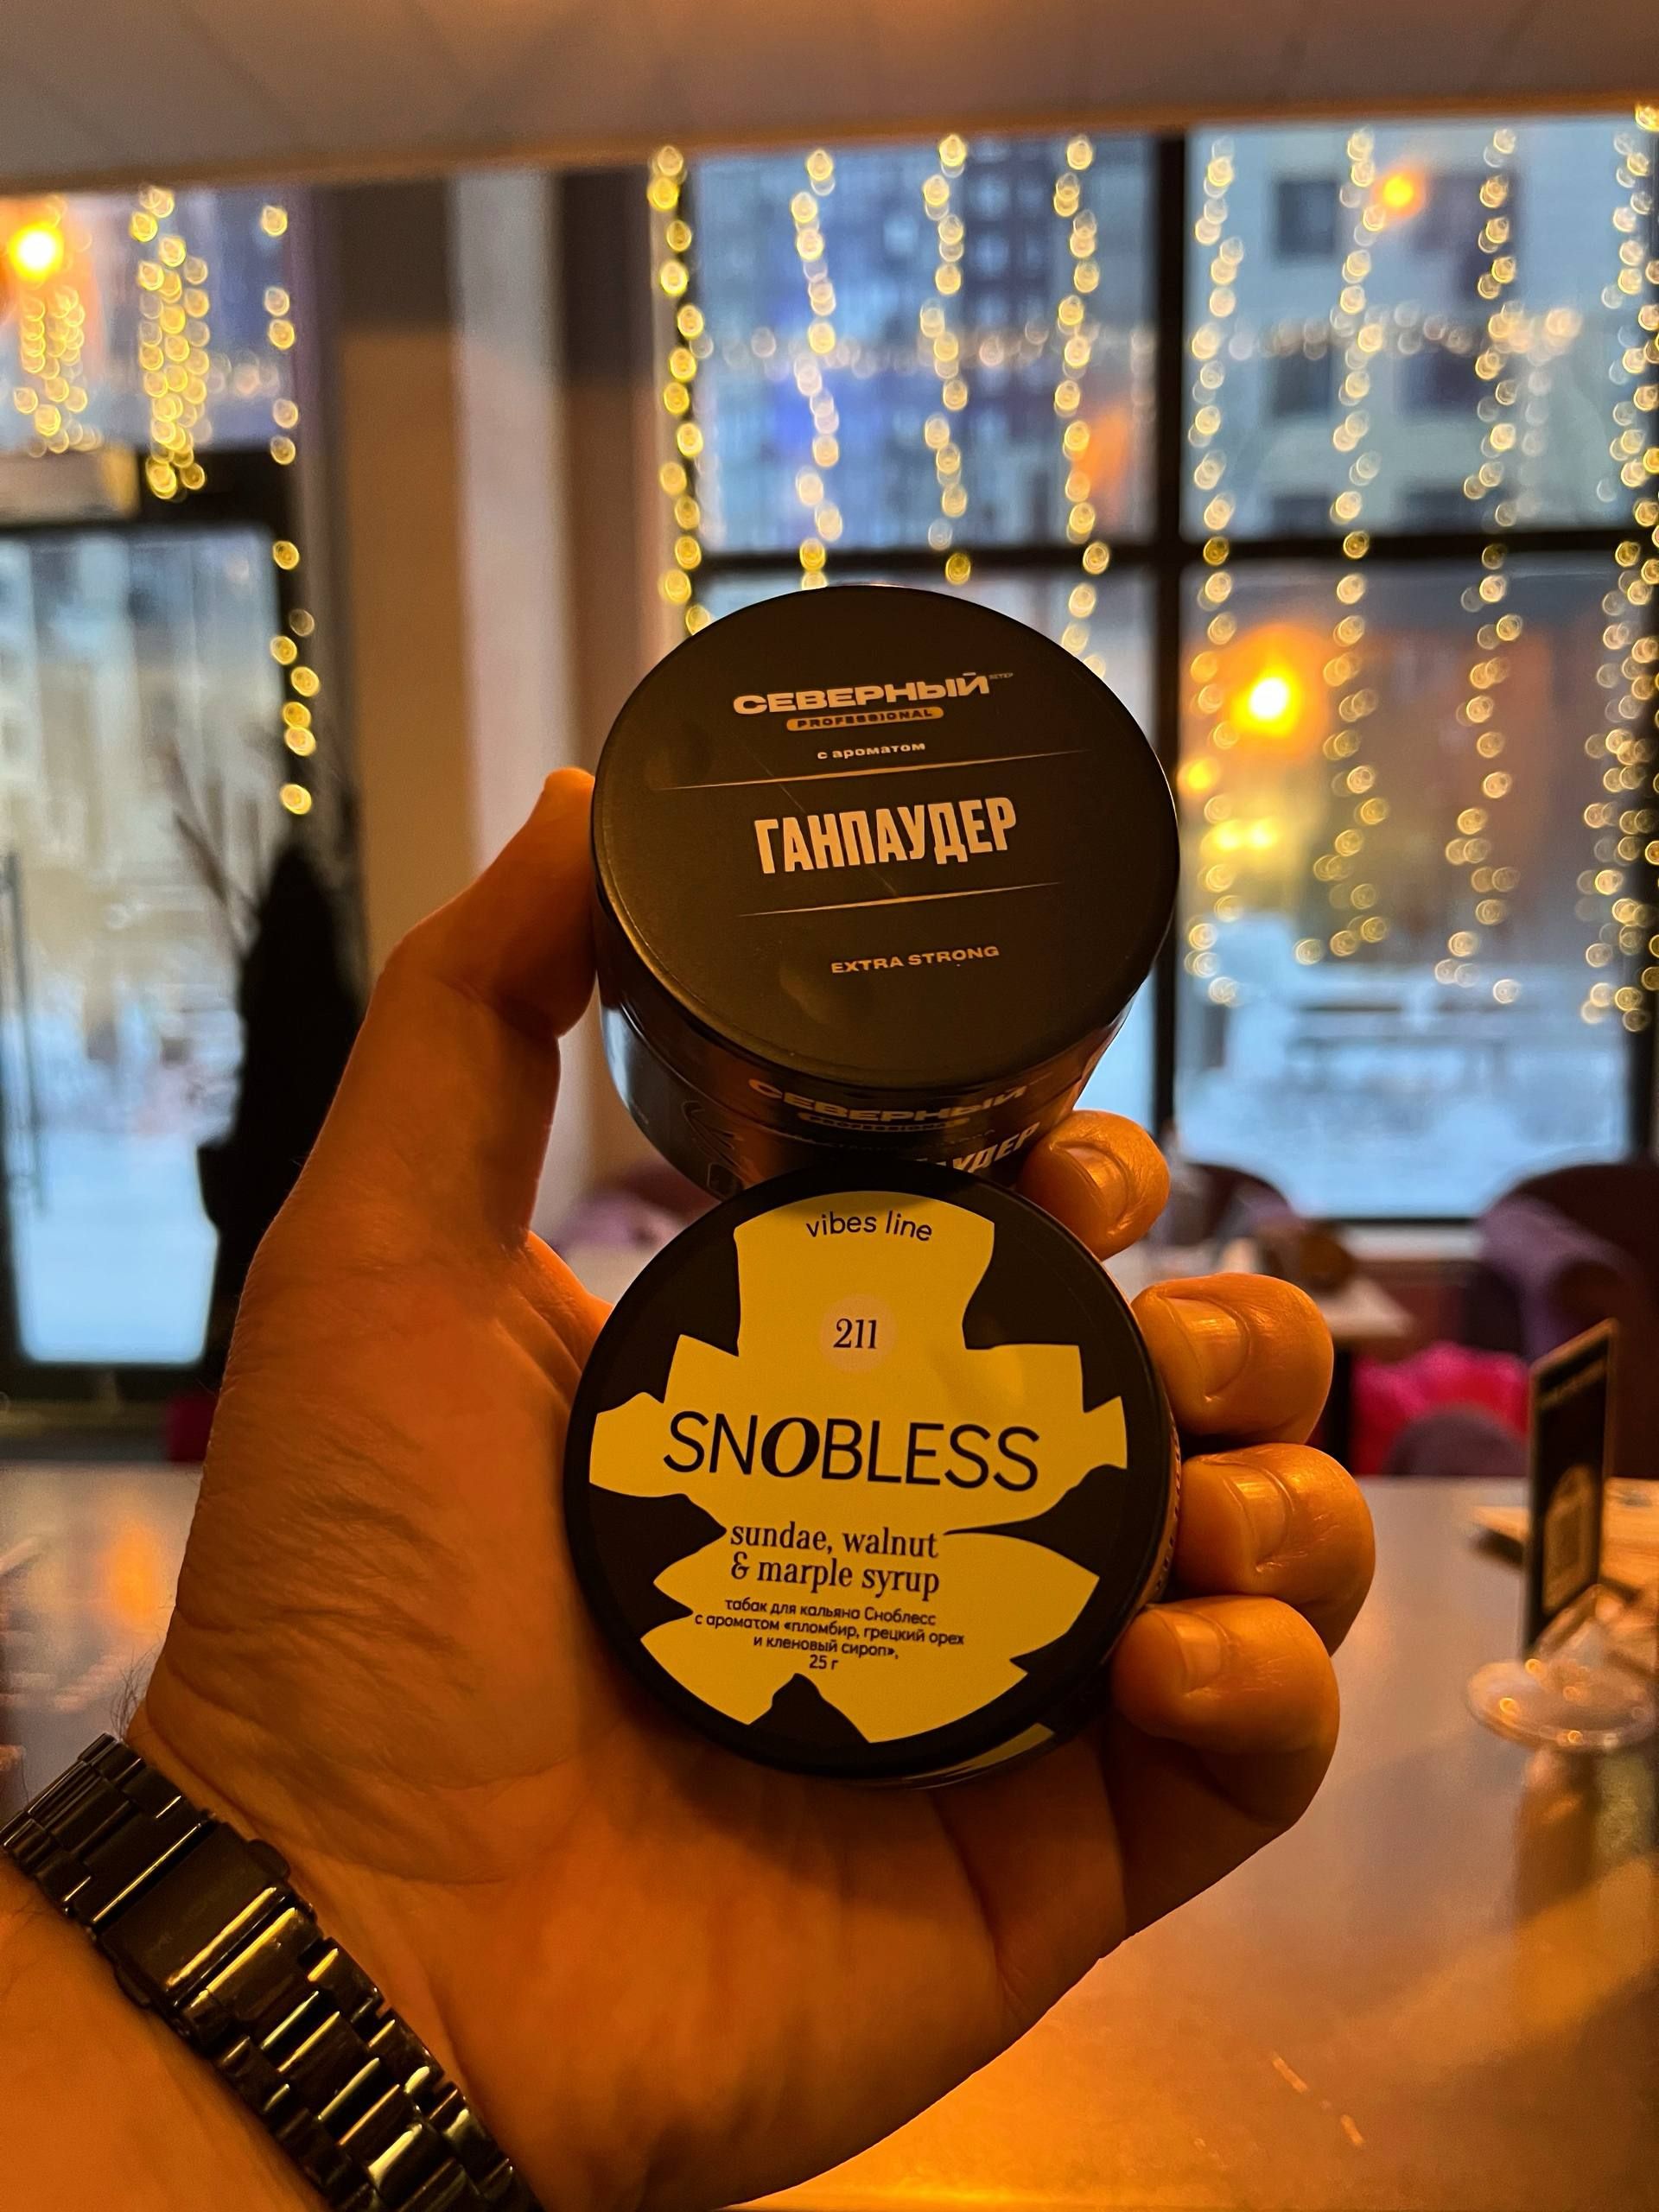 СЕВЕРНЫЙ
PROFESSIONAL
с ароматом
ГАНПАУДЕР
EXTRA STRONG
СЕВЕРНЫЙ
vibes line
211
SNOBLESS
sundae, walnut
& marple syrup
табак для кальяна Сноблесс
с ароматом «пломбир, грецкий орех
и кленовый сироп»,
25 г